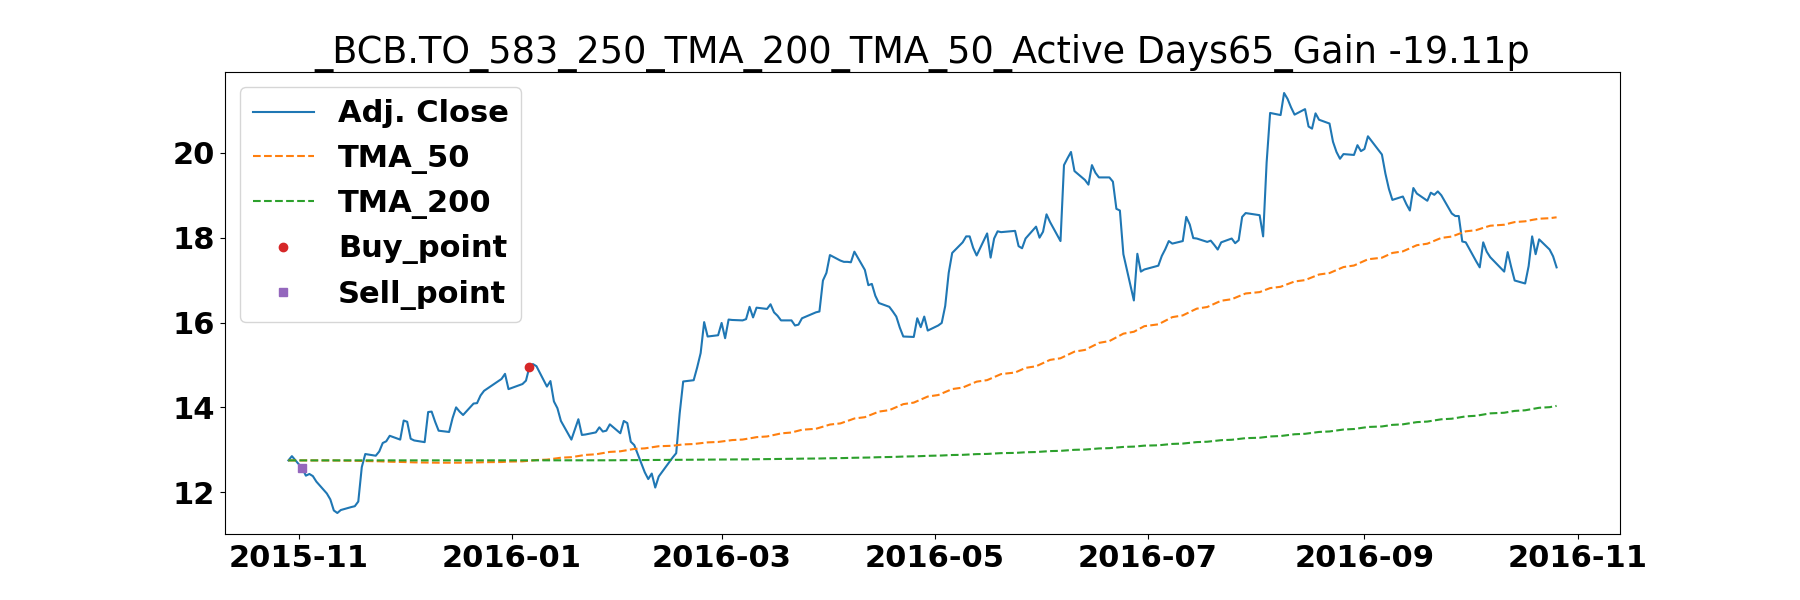 _BCB.TO_583_250_TMA_200_TMA_50_Active Days65_Gain -19.11p
Adj. Close
TMA_50
TMA_200
Buy_point
Sell_point
20
18
16
14
12
2015-11 2016-01 2016-03 2016-05 2016-07 2016-09 2016-11